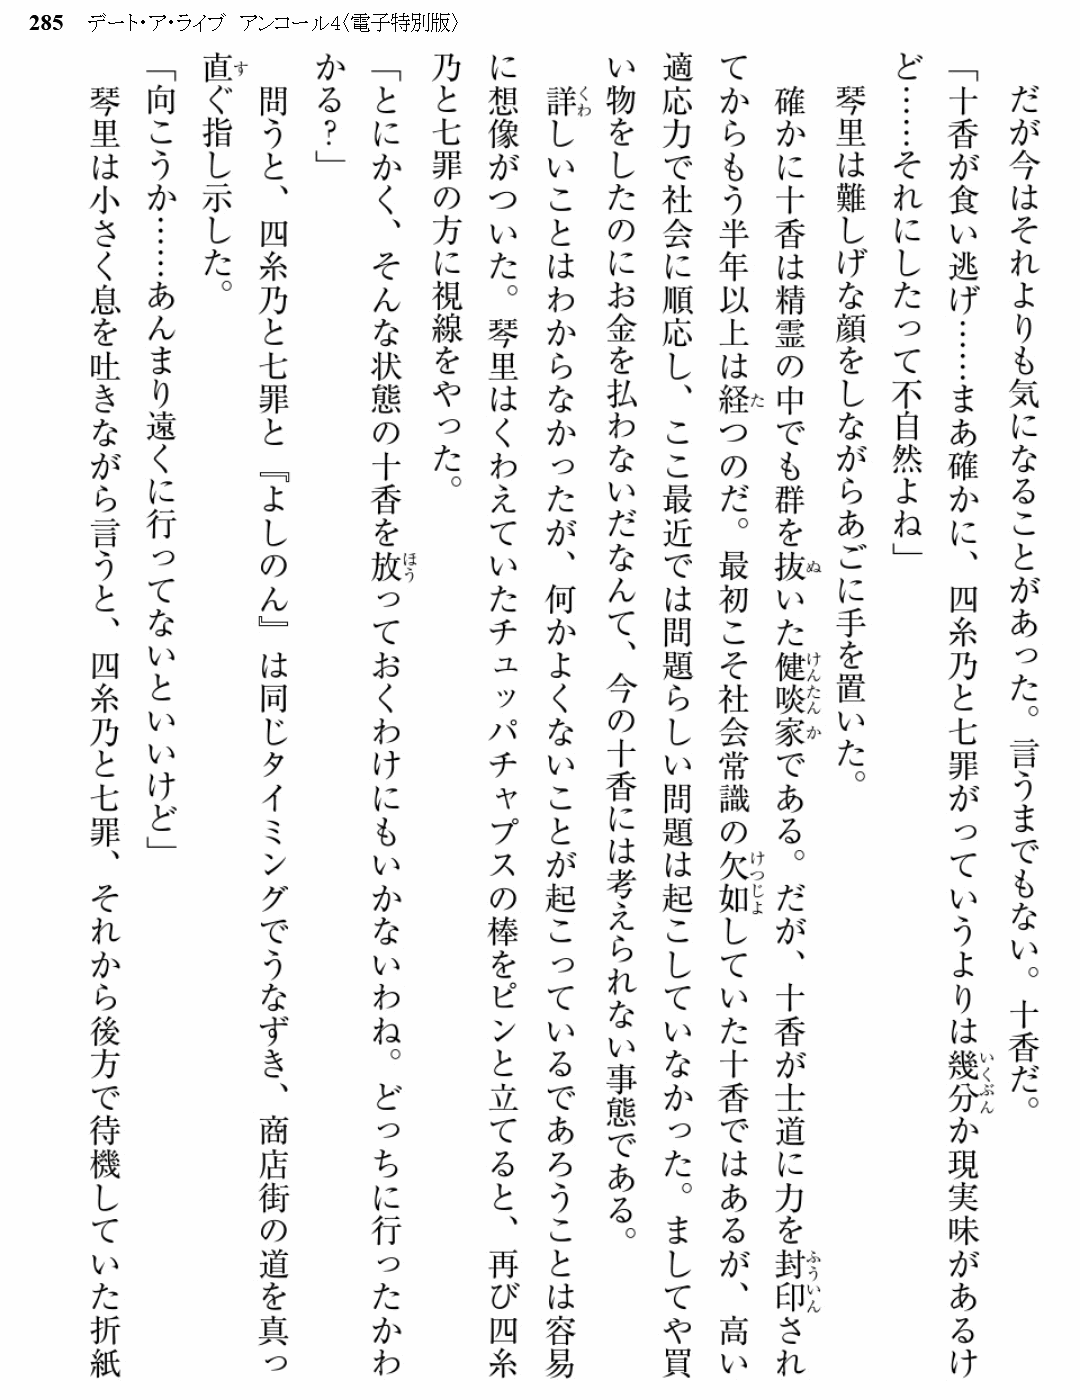 285 デート・ア・ライブ アンコール4〈電子特別版〉
だが今はそれよりも気になることがあった。言うまでもない。十香だ。
「十香が食い逃げ……まあ確かに、四糸乃と七罪がっていうよりは幾分か現実味があるけ
ど……それにしたって不自然よね」
琴里は難しげな顔をしながらあごに手を置いた。
確かに十香は精霊の中でも群を抜いた健啖家である。だが、十香が士道に力を封印され
てからもう半年以上は経つのだ。最初こそ社会常識の欠如していた十香ではあるが、高い
適応力で社会に順応し、ここ最近では問題らしい問題は起こしていなかった。ましてや買
い物をしたのにお金を払わないだなんて、今の十香には考えられない事態である。
詳しいことはわからなかったが、何かよくないことが起こっているであろうことは容易
に想像がついた。琴里はくわえていたチュッパチャプスの棒をピンと立てると、再び四糸
乃と七罪の方に視線をやった。
「とにかく、そんな状態の十香を放っておくわけにもいかないわね。どっちに行ったかわ
かる？」
問うと、四糸乃と七罪と『よしのん』は同じタイミングでうなずき、商店街の道を真っ
直ぐ指し示した。
「向こうか……あんまり遠くに行ってないといいけど」
琴里は小さく息を吐きながら言うと、四糸乃と七罪、それから後方で待機していた折紙